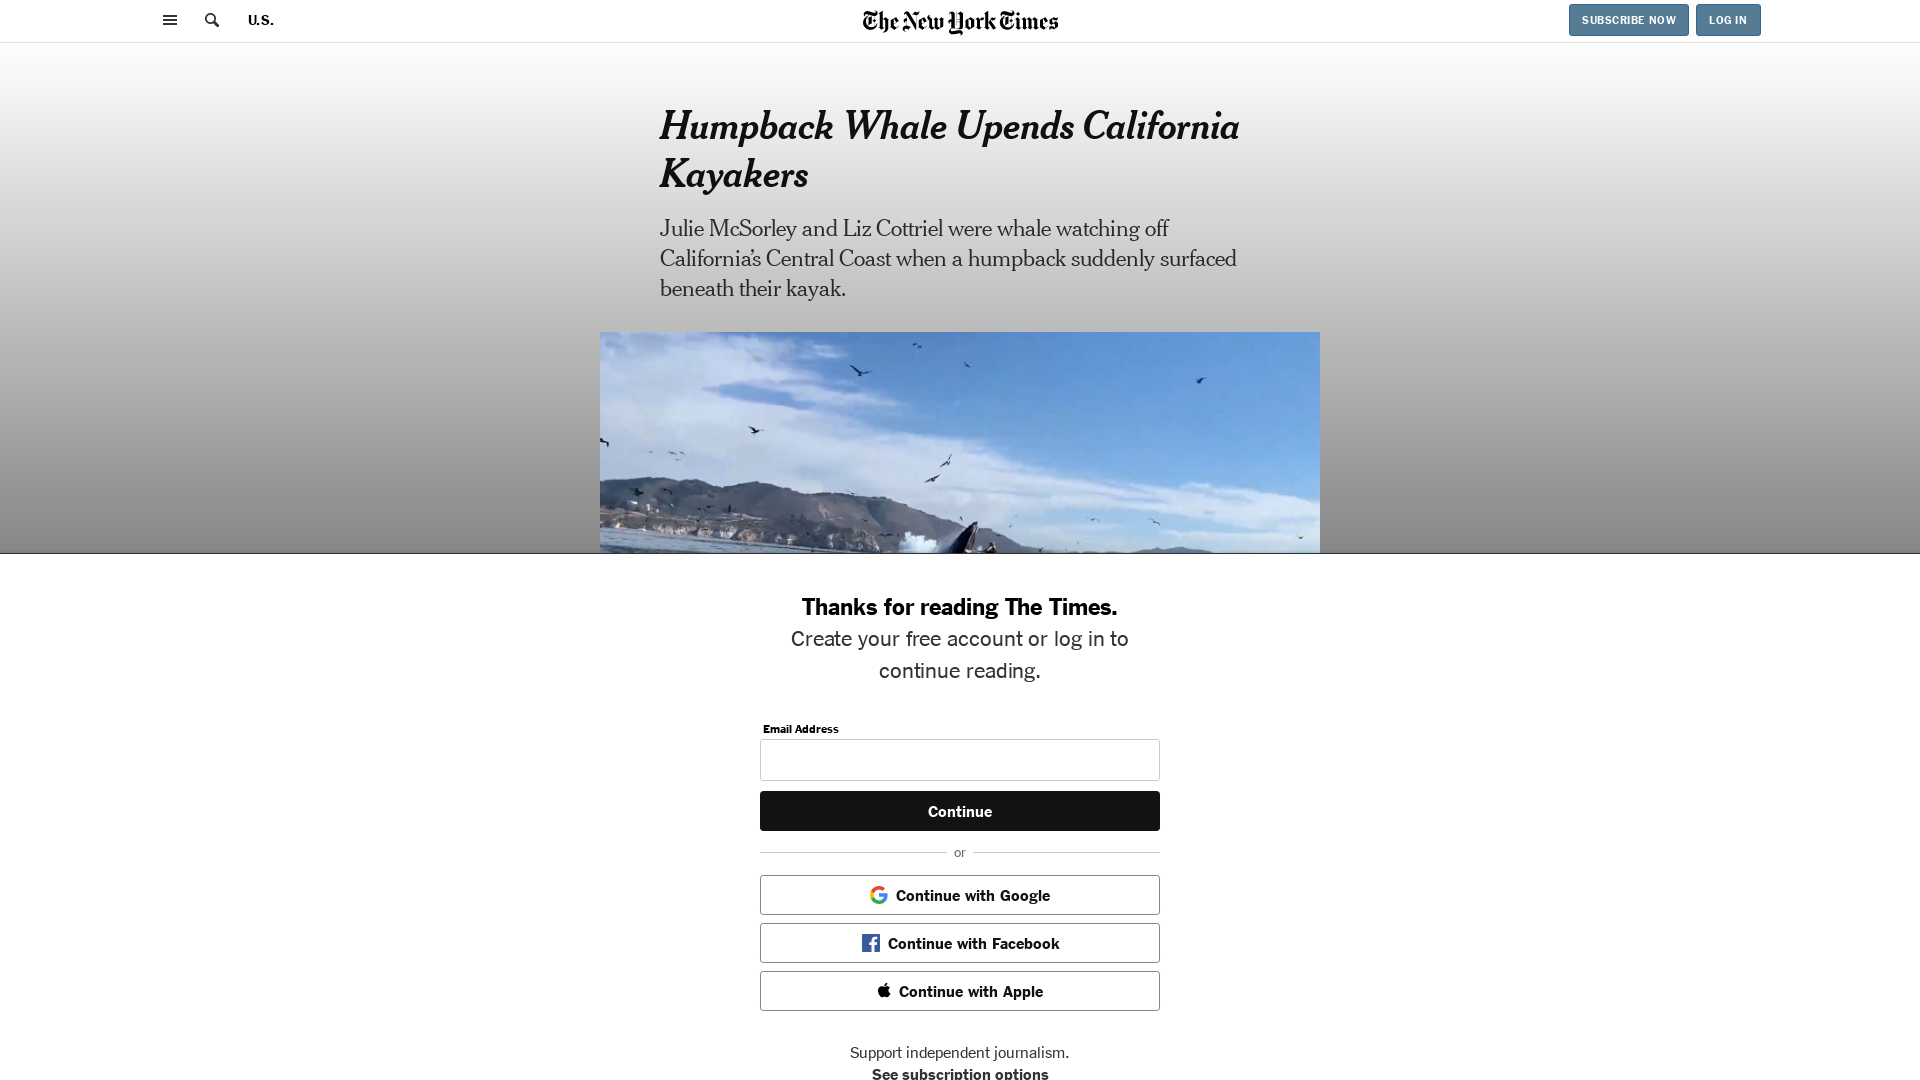 U.S.
The New York Times
SUBSCRIBE NOW
LOG IN
Humpback Whale Upends California
Kayakers
Julie McSorley and Liz Cottriel were whale watching off
California’s Central Coast when a humpback suddenly surfaced
beneath their kayak.
Thanks for reading The Times.
Create your free account or log in to
continue reading.
Email Address
Continue
or
Continue with Google
Continue with Facebook
Continue with Apple
Support independent journalism.
See subscription options